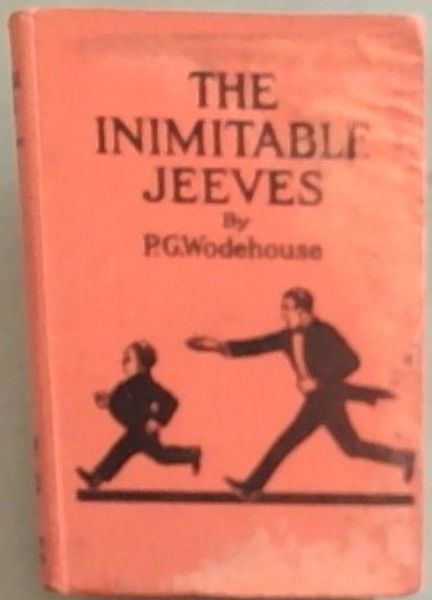 THE
INIMITABLE
JEEVES
By
P.G.Wodehouse